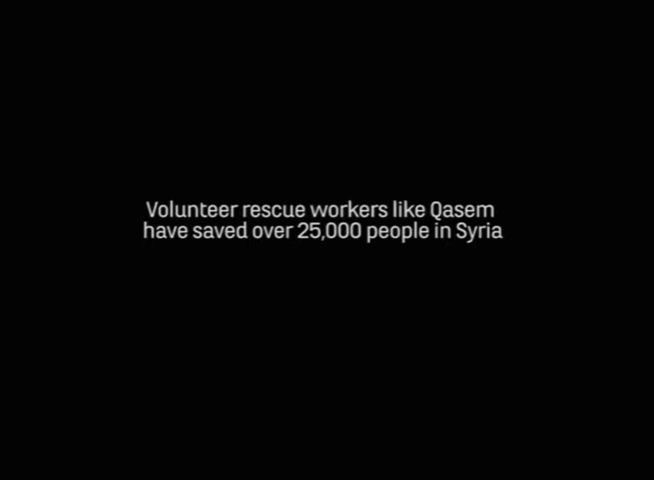 Volunteer rescue workers like Qasem
have saved over 25,000 people in Syria